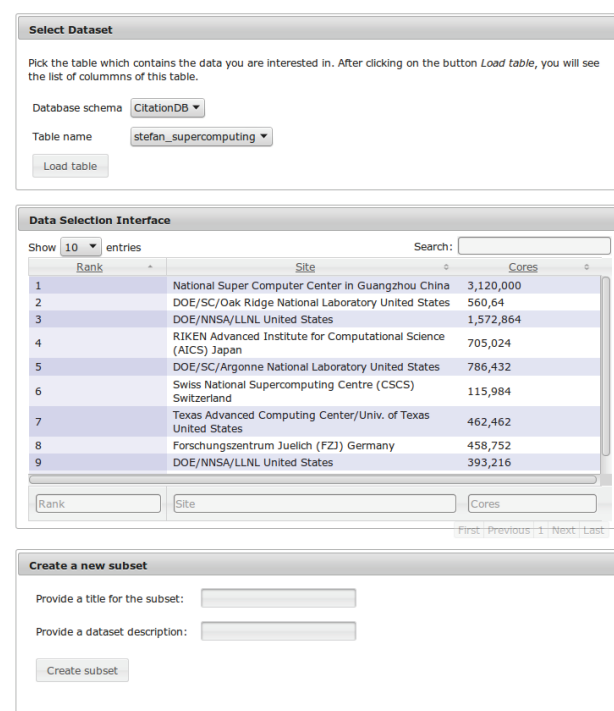 Select Dataset
Pick the table which contains the data you are interested in. After clicking on the button Load table, you will see
the list of colummns of this table.
Database schema CitationDB
Table name stefan_supercomputing
Load table
Data Selection Interface
Show 10 entries Search:
Rank Site Cores
1 National Super Computer Center in Guangzhou China 3,120,000
2 DOE/SC/Oak Ridge National Laboratory United States 560,64
3 DOE/NNSA/LLNL United States 1,572,864
4 RIKEN Advanced Institute for Computational Science
(AICS) Japan 705,024
5 DOE/SC/Argonne National Laboratory United States 786,432
6 Swiss National Supercomputing Centre (CSCS)
Switzerland 115,984
7 Texas Advanced Computing Center/Univ. of Texas
United States 462,462
8 Forschungszentrum Juelich (FZJ) Germany 458,752
9 DOE/NNSA/LLNL United States 393,216
Rank Site Cores
First Previous 1 Next Last
Create a new subset
Provide a title for the subset:
Provide a dataset description:
Create subset